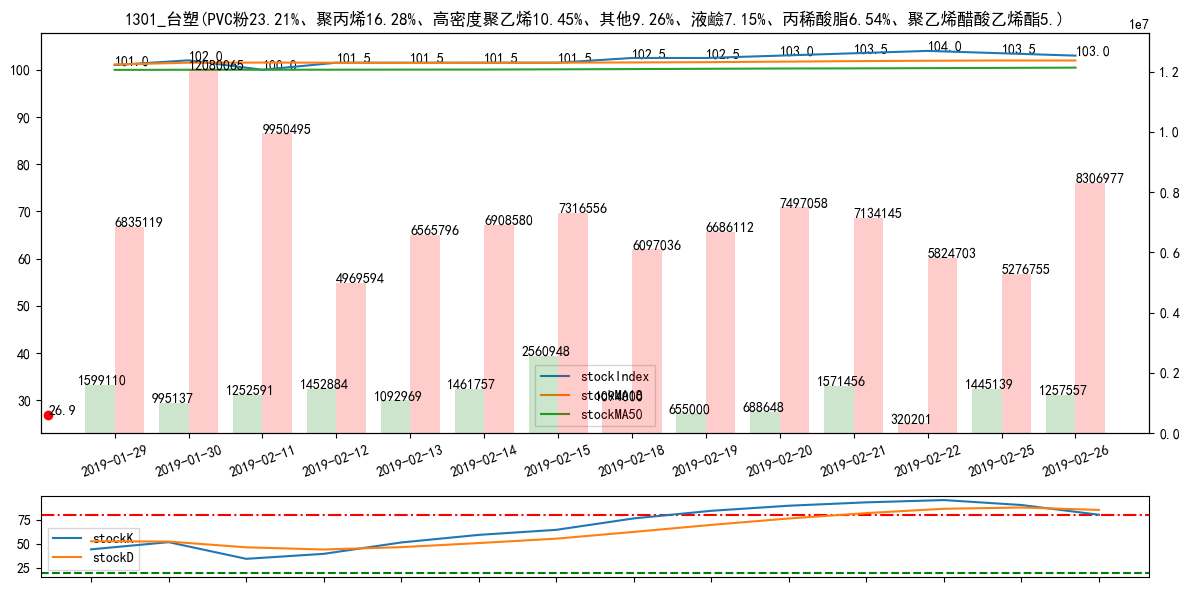 1301_台塑(PVC粉23.21%、聚丙烯16.28%、高密度聚乙烯10.45%、其他9.26%、液鹼7.15%、丙稀酸脂6.54%、聚乙烯醋酸乙烯酯5.)
1e7
101.0 102.0 100.0 101.5 101.5 101.5 101.5 102.5 102.5 103.0 103.5 104.0 103.5 103.0
100
90
80
70
60
50
40
30
1.2
1.0
0.8
0.6
0.4
0.2
0.0
6835119 12080065 9950495 4969594 6565796 6908580 7316556 6097036 6686112 7497058 7134145 5824703 5276755 8306977
1599110 995137 1252591 1452884 1092969 1461757 2560948 655000 688648 1571456 320201 1445139 1257557
26.9
stockIndex
stockMA50
2019-01-29 2019-01-30 2019-02-11 2019-02-12 2019-02-13 2019-02-14 2019-02-15 2019-02-18 2019-02-19 2019-02-20 2019-02-21 2019-02-22 2019-02-25 2019-02-26
75
50
25
stockK
stockD